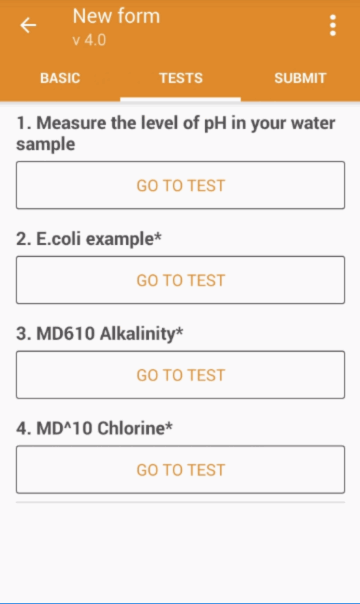 New form
v 4.0
BASIC TESTS SUBMIT
1. Measure the level of pH in your water
sample
GO TO TEST
2. E.coli example*
GO TO TEST
3. MD610 Alkalinity*
GO TO TEST
4. MD^10 Chlorine*
GO TO TEST